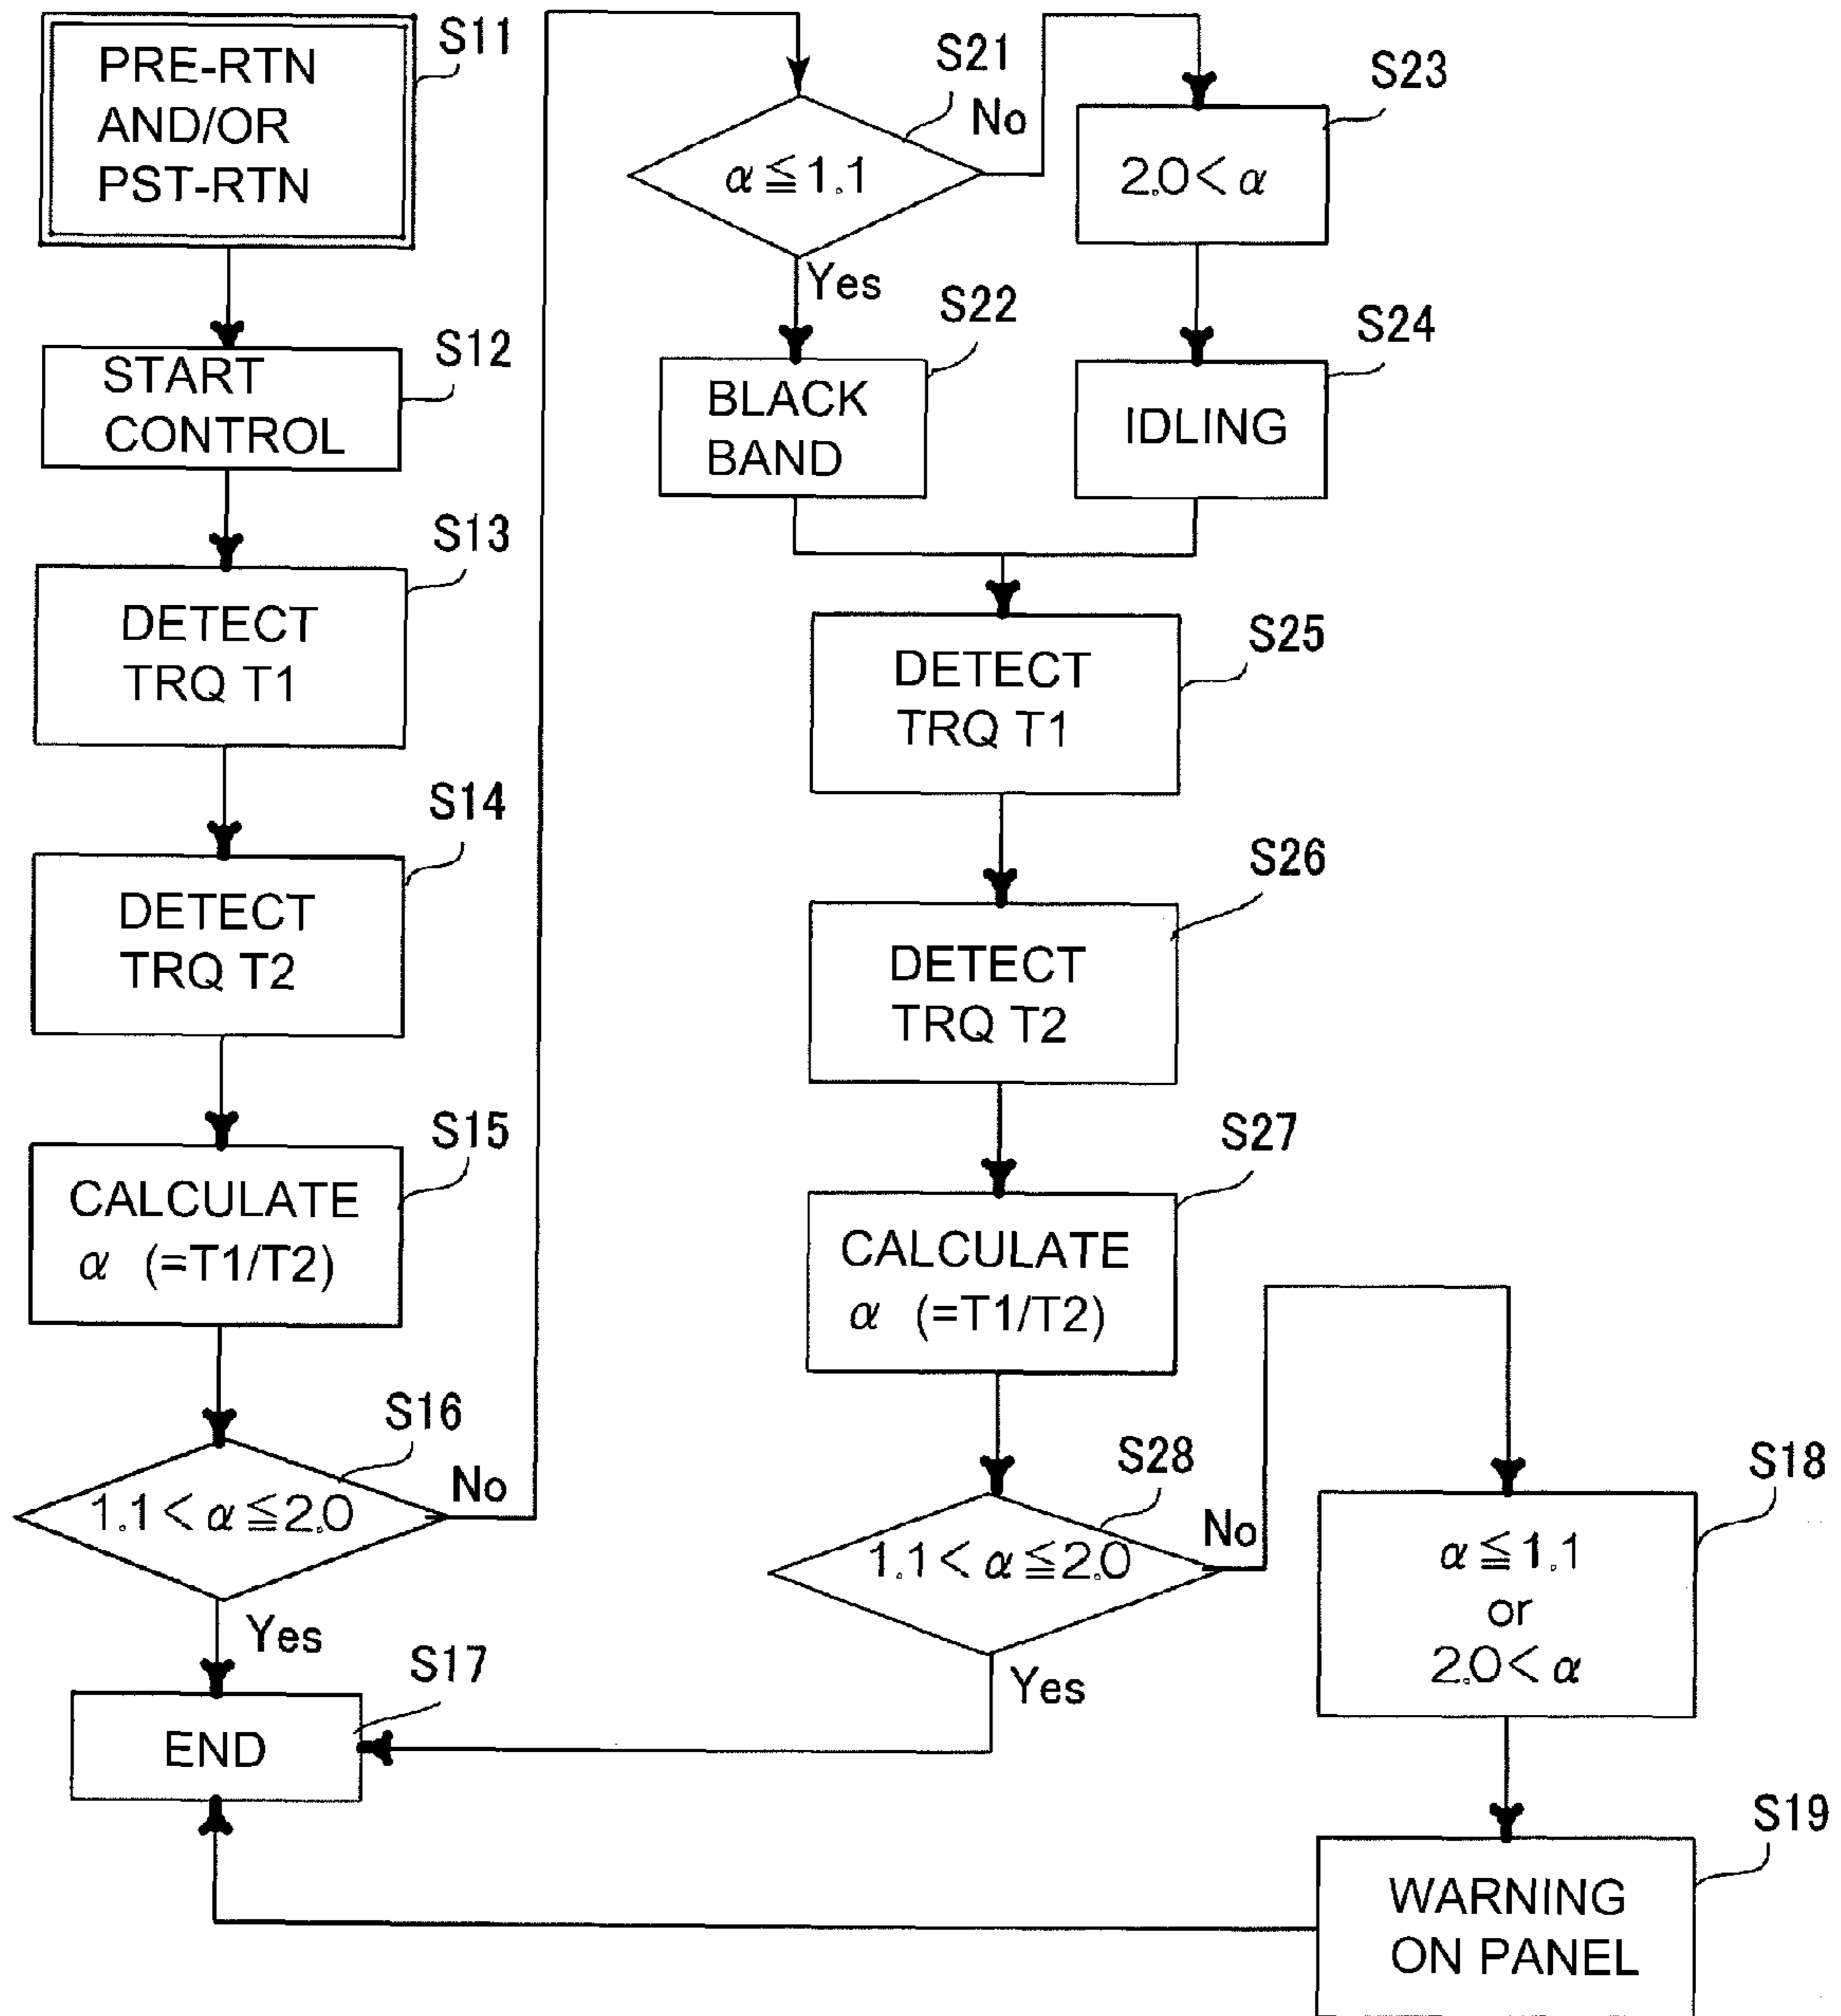 PRE-RTN
AND/OR
PST-RTN
S11
START
CONTROL
S12
DETECT
TRQ T1
S13
DETECT
TRQ T2
S14
CALCULATE
α (=T1/T2)
S15
1.1<α≦2.0
S16
No
Yes
END
S17
α≦1.1
S21
No
Yes
BLACK
BAND
S22
2.0<α
S23
IDLING
S24
DETECT
TRQ T1
S25
DETECT
TRQ T2
S26
CALCULATE
α (=T1/T2)
S27
1.1<α≦2.0
S28
No
Yes
α≦1.1
or
2.0<α
S18
WARNING
ON PANEL
S19